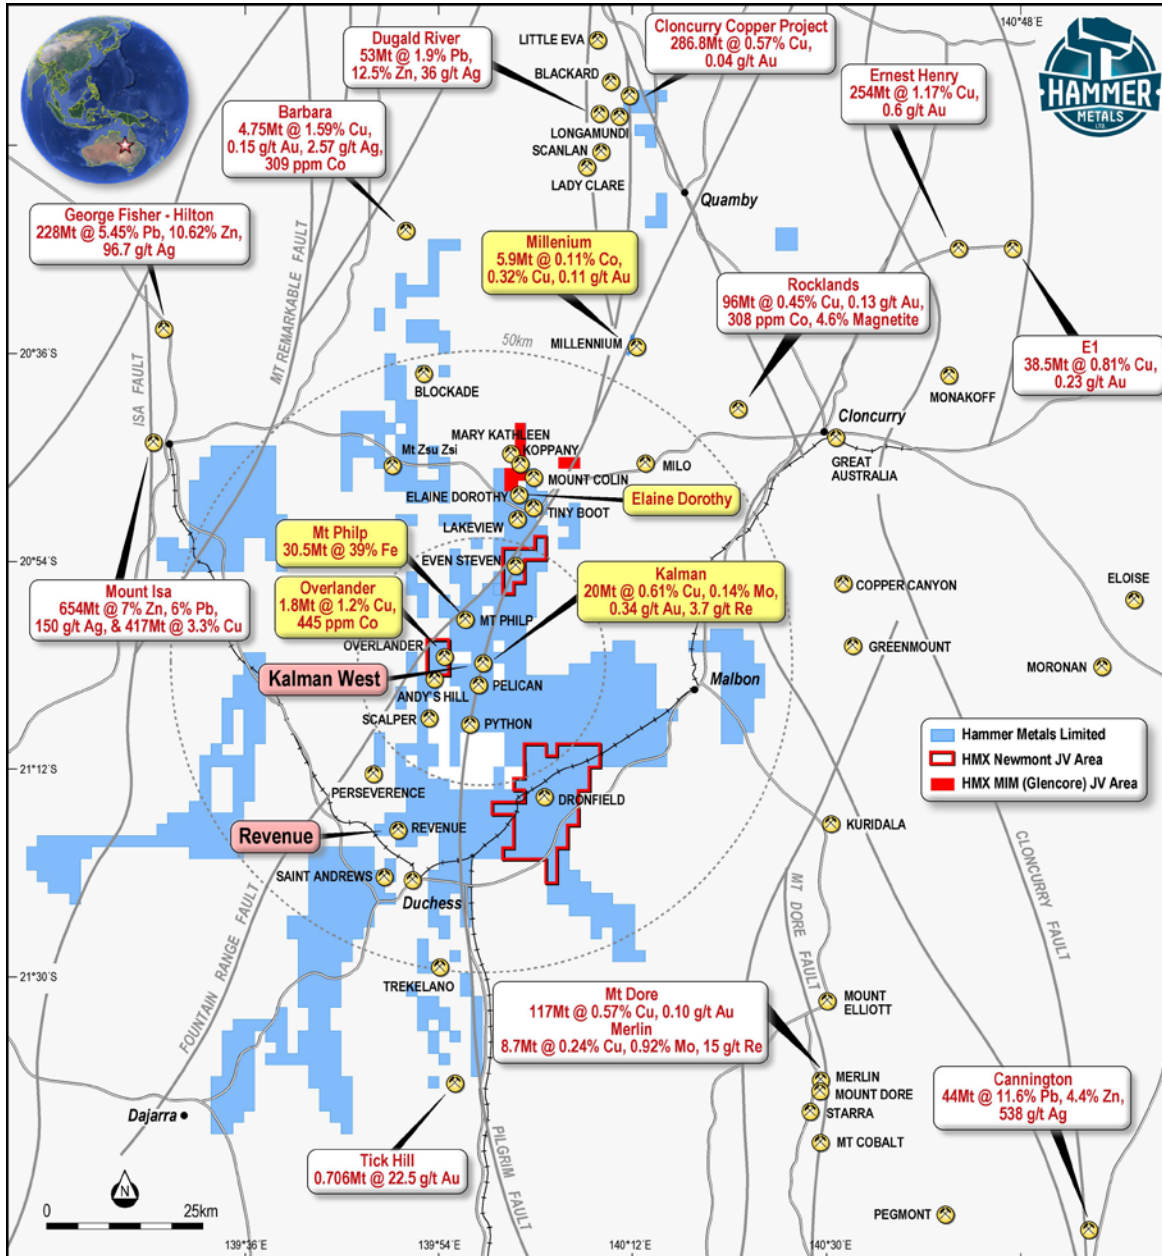 140°48'E
HAMMER
METALS
LTD.
LITTLE EVA
Dugald River
53Mt @ 1.9% Pb,
12.5% Zn, 36 g/t Ag
Cloncurry Copper Project
286.8Mt @ 0.57% Cu,
0.04 g/t Au
BLACKARD
Ernest Henry
254Mt @ 1.17% Cu,
0.6 g/t Au
Barbara
4.75Mt @ 1.59% Cu,
0.15 g/t Au, 2.57 g/t Ag,
309 ppm Co
LONGAMUNDI
SCANLAN
LADY CLARE
Quamby
George Fisher - Hilton
228Mt @ 5.45% Pb, 10.62% Zn,
96.7 g/t Ag
MT REMARKABLE FAULT
Millenium
5.9Mt @ 0.11% Co,
0.32% Cu, 0.11 g/t Au
Rocklands
96Mt @ 0.45% Cu, 0.13 g/t Au,
308 ppm Co, 4.6% Magnetite
E1
38.5Mt @ 0.81% Cu,
0.23 g/t Au
50km
MILLENNIUM
20°36'S
ISA FAULT
BLOCKADE
MONAKOFF
Cloncurry
MARY KATHLEEN
KOPPANY
Mt Zsu Zsi
MOUNT COLIN
MILO
GREAT
AUSTRALIA
ELAINE DOROTHY
Elaine Dorothy
TINY BOOT
LAKEVIEW
Mt Philp
30.5Mt @ 39% Fe
EVEN STEVEN
20°54'S
Kalman
20Mt @ 0.61% Cu, 0.14% Mo,
0.34 g/t Au, 3.7 g/t Re
COPPER CANYON
ELOISE
Mount Isa
654Mt @ 7% Zn, 6% Pb,
150 g/t Ag, & 417Mt @ 3.3% Cu
Overlander
1.8Mt @ 1.2% Cu,
445 ppm Co
MT PHILP
OVERLANDER
GREENMOUNT
MORONAN
Kalman West
Malbon
ANDY'S HILL
PELICAN
SCALPER
PYTHON
Hammer Metals Limited
HMX Newmont JV Area
HMX MIM (Glencore) JV Area
21°12'S
PERSEVERENCE
DRONFIELD
Revenue
REVENUE
KURIDALA
SAINT ANDREWS
Duchess
MT DORE FAULT
CLONCURRY FAULT
FOUNTAIN RANGE FAULT
21°30'S
TREKELANO
Mt Dore
117Mt @ 0.57% Cu, 0.10 g/t Au
Merlin
8.7Mt @ 0.24% Cu, 0.92% Mo, 15 g/t Re
MOUNT
ELLIOTT
MERLIN
MOUNT DORE
STARRA
MT COBALT
Cannington
44Mt @ 11.6% Pb, 4.4% Zn,
538 g/t Ag
Dajarra
PILGRIM FAULT
Tick Hill
0.706Mt @ 22.5 g/t Au
N
0 25km
PEGMONT
139°36'E 139°54'E 140°12'E 140°30'E